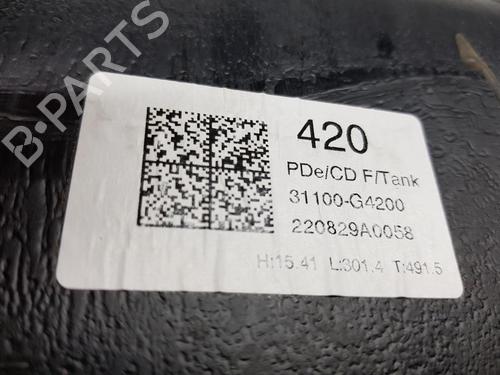 B-PARTS
420
PDe/CD F/Tank
31100-G4200
220829A0058
H:15.41 L:301.4 T:491.5